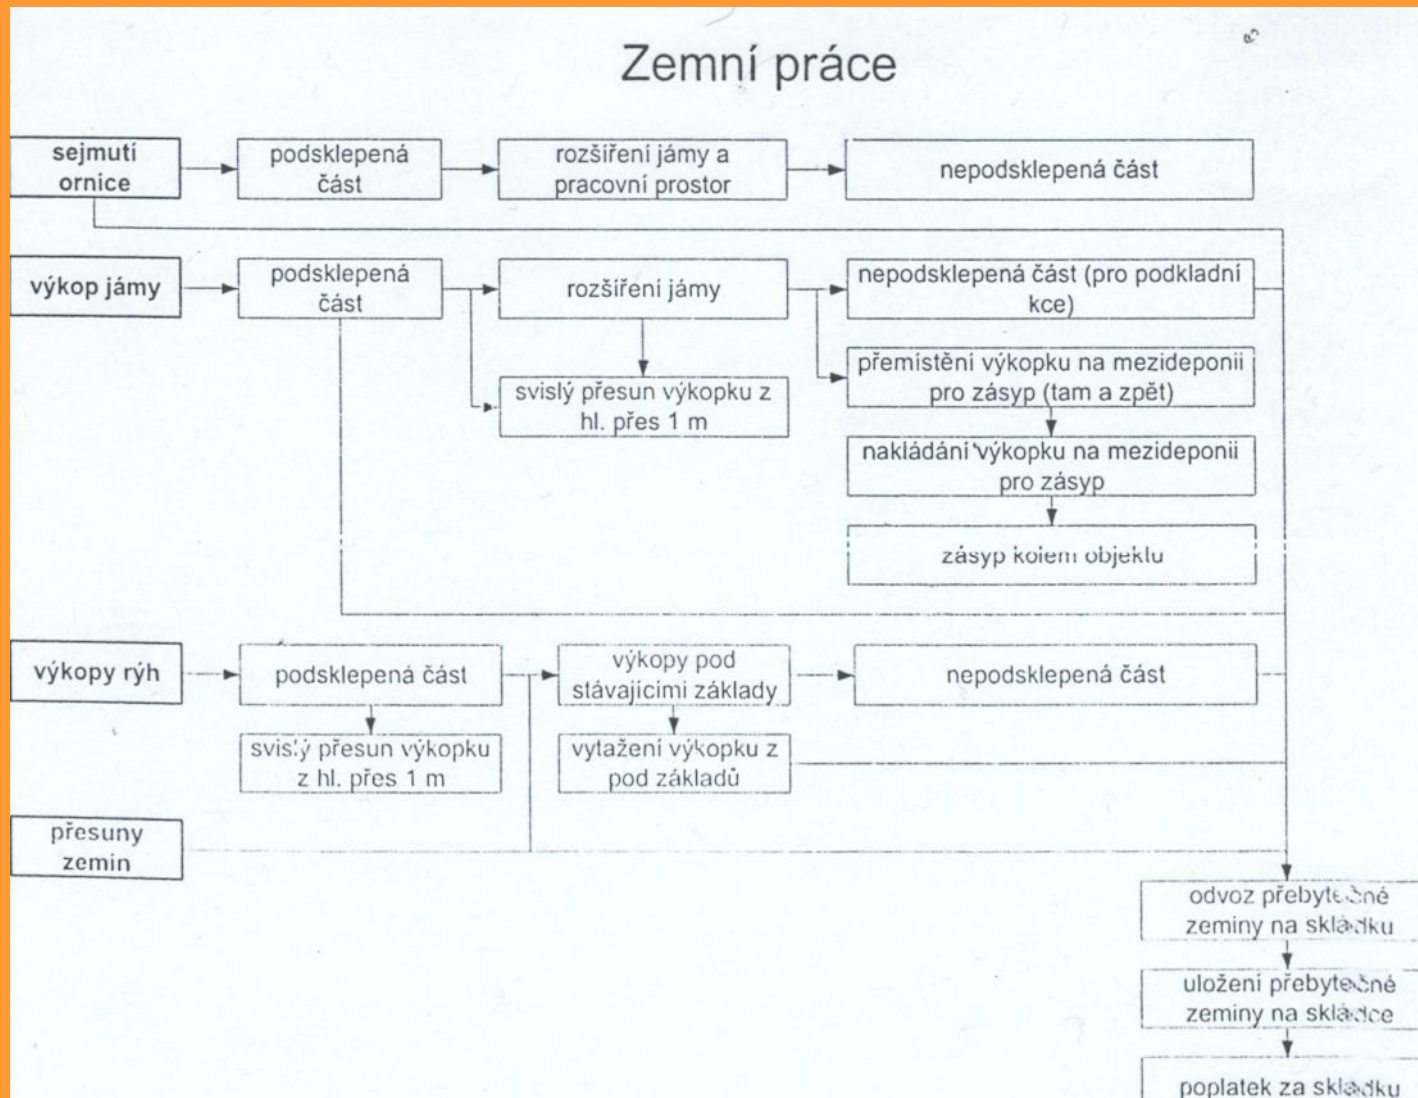 Zemní práce
sejmutí
ornice
podsklepená
část
rozšíření jámy a
pracovní prostor
nepodsklepená část
výkop jámy
podsklepená
část
rozšíření jámy
nepodsklepená část (pro podkladní
kce)
svislý přesun výkopku z
hl. přes 1 m
přemístění výkopku na mezideponii
pro zásyp (tam a zpět)
nakládání výkopku na mezideponii
pro zásyp
zásyp kolem objektu
výkopy rýh
podsklepená část
výkopy pod
stávajícimi základy
nepodsklepená část
svislý přesun výkopku
z hl. přes 1 m
vytažení výkopku z
pod základů
přesuny
zemin
odvoz přebytečné
zeminy na skládku
uložení přebytečné
zeminy na skládce
poplatek za skládku